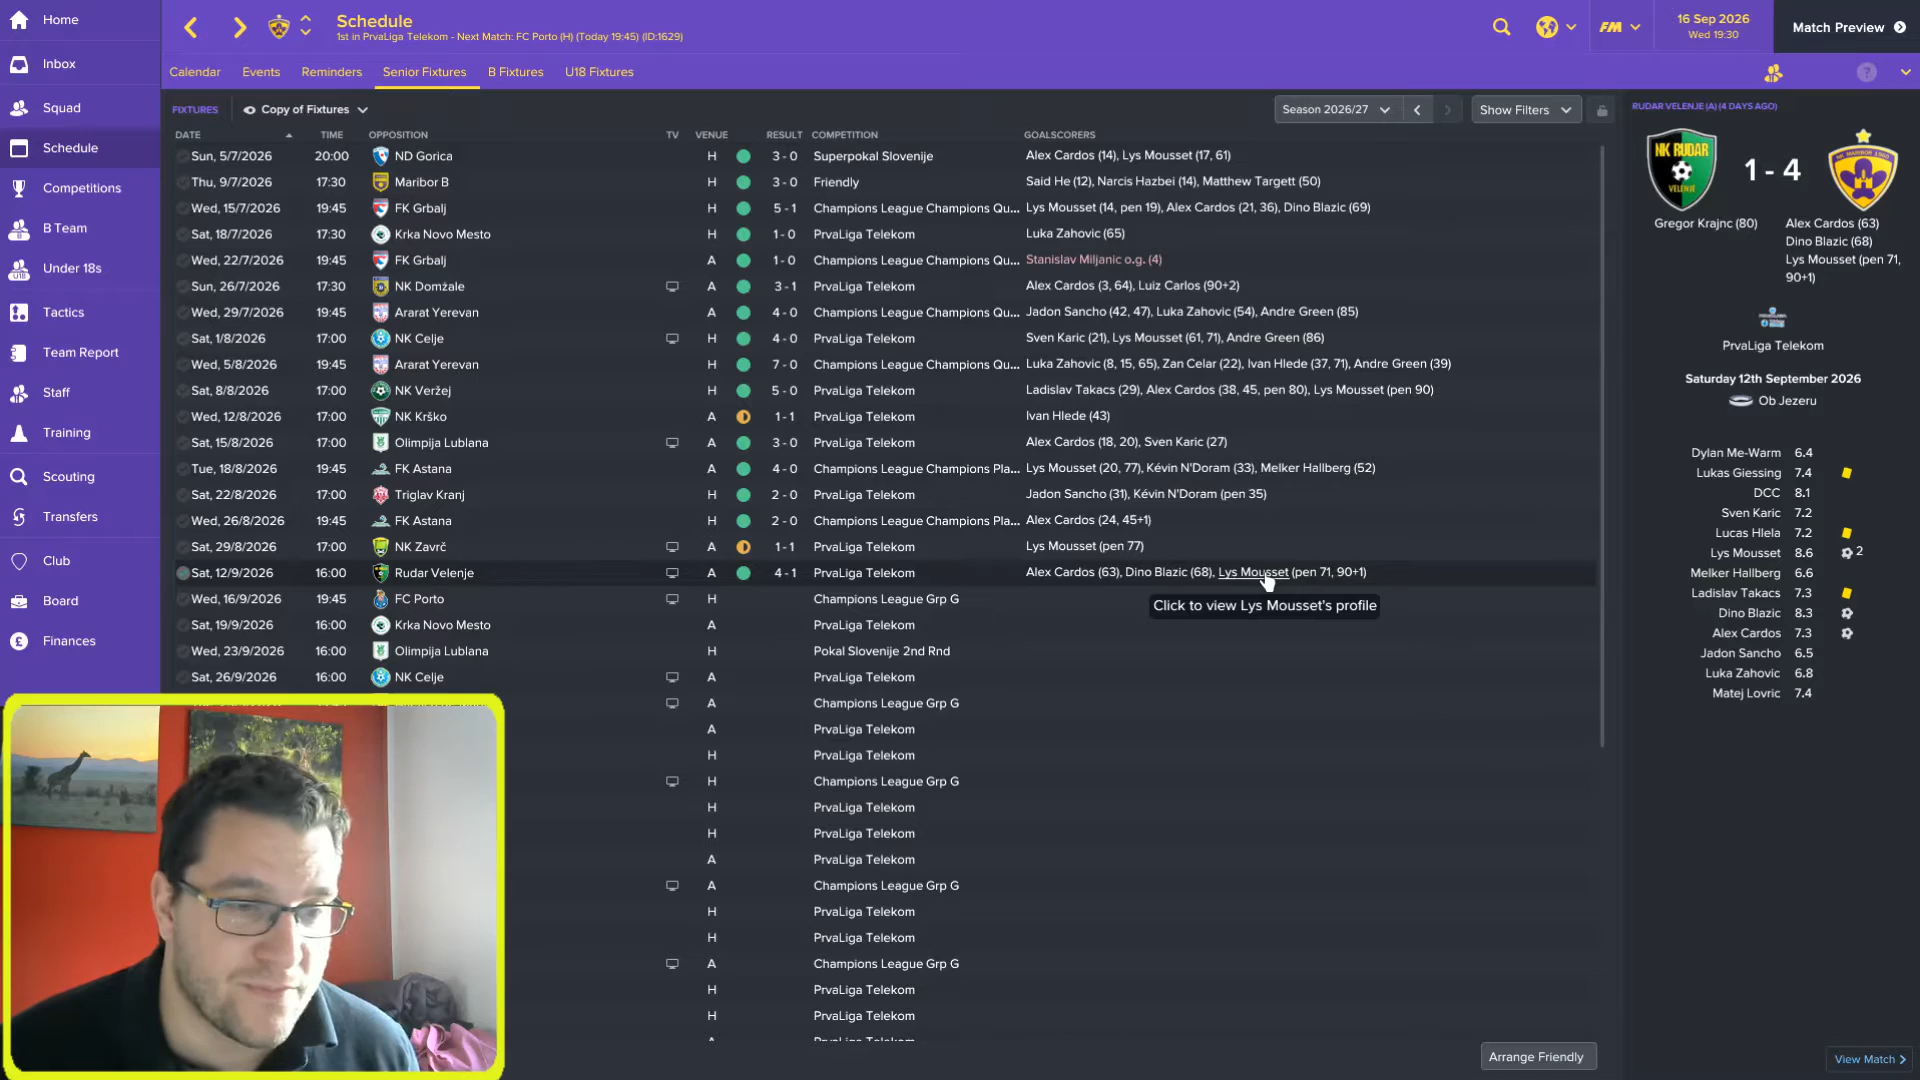 Home
Inbox
Squad
Schedule
Competitions
B Team
Under 18s
Tactics
Team Report
Staff
Training
Scouting
Transfers
Club
Board
Finances
Schedule
1st in PrvaLiga Telekom - Next Match: FC Porto (H) (Today 19:45) (ID:1629)
FM
16 Sep 2026
Wed 19:30
Match Preview
Calendar Events Reminders Senior Fixtures B Fixtures U18 Fixtures
FIXTURES Copy of Fixtures Season 2026/27 Show Filters
DATE TIME OPPOSITION TV VENUE RESULT COMPETITION GOALSCORERS
Sun, 5/7/2026 20:00 ND Gorica H 3 - 0 Superpokal Slovenije Alex Cardos (14), Lys Mousset (17, 61)
Thu, 9/7/2026 17:30 Maribor B H 3 - 0 Friendly Said He (12), Narcis Hazbei (14), Matthew Targett (50)
Wed, 15/7/2026 19:45 FK Grbalj H 5 - 1 Champions League Champions Qu... Lys Mousset (14, pen 19), Alex Cardos (21, 36), Dino Blazic (69)
Sat, 18/7/2026 17:30 Krka Novo Mesto H 1 - 0 PrvaLiga Telekom Luka Zahovic (65)
Wed, 22/7/2026 19:45 FK Grbalj A 1 - 0 Champions League Champions Qu... Stanislav Miljanic o.g. (4)
Sun, 26/7/2026 17:30 NK Domžale A 3 - 1 PrvaLiga Telekom Alex Cardos (3, 64), Luiz Carlos (90+2)
Wed, 29/7/2026 19:45 Ararat Yerevan A 4 - 0 Champions League Champions Qu... Jadon Sancho (42, 47), Luka Zahovic (54), Andre Green (85)
Sat, 1/8/2026 17:00 NK Celje H 4 - 0 PrvaLiga Telekom Sven Karic (21), Lys Mousset (61, 71), Andre Green (86)
Wed, 5/8/2026 19:45 Ararat Yerevan H 7 - 0 Champions League Champions Qu... Luka Zahovic (8, 15, 65), Zan Celar (22), Ivan Hlede (37, 71), Andre Green (39)
Sat, 8/8/2026 17:00 NK Veržej H 5 - 0 PrvaLiga Telekom Ladislav Takacs (29), Alex Cardos (38, 45, pen 80), Lys Mousset (pen 90)
Wed, 12/8/2026 17:00 NK Krško A 1 - 1 PrvaLiga Telekom Ivan Hlede (43)
Sat, 15/8/2026 17:00 Olimpija Lublana A 3 - 0 PrvaLiga Telekom Alex Cardos (18, 20), Sven Karic (27)
Tue, 18/8/2026 19:45 FK Astana A 4 - 0 Champions League Champions Pla... Lys Mousset (20, 77), Kévin N'Doram (33), Melker Hallberg (52)
Sat, 22/8/2026 17:00 Triglav Kranj H 2 - 0 PrvaLiga Telekom Jadon Sancho (31), Kévin N'Doram (pen 35)
Wed, 26/8/2026 19:45 FK Astana H 2 - 0 Champions League Champions Pla... Alex Cardos (24, 45+1)
Sat, 29/8/2026 17:00 NK Zavrč A 1 - 1 PrvaLiga Telekom Lys Mousset (pen 77)
Sat, 12/9/2026 16:00 Rudar Velenje A 4 - 1 PrvaLiga Telekom Alex Cardos (63), Dino Blazic (68), Lys Mousset (pen 71, 90+1)
Wed, 16/9/2026 19:45 FC Porto H Champions League Grp G
Click to view Lys Mousset's profile
Sat, 19/9/2026 16:00 Krka Novo Mesto A PrvaLiga Telekom
Wed, 23/9/2026 16:00 Olimpija Lublana H Pokal Slovenije 2nd Rnd
Sat, 26/9/2026 16:00 NK Celje A PrvaLiga Telekom
A Champions League Grp G
A PrvaLiga Telekom
H PrvaLiga Telekom
H Champions League Grp G
H PrvaLiga Telekom
H PrvaLiga Telekom
A PrvaLiga Telekom
A Champions League Grp G
H PrvaLiga Telekom
H PrvaLiga Telekom
A Champions League Grp G
H PrvaLiga Telekom
H PrvaLiga Telekom
Arrange Friendly
RUDAR VELENJE (A) (4 DAYS AGO)
NK RUDAR
VELENJE
1 - 4
Gregor Krajnc (80)
Alex Cardos (63)
Dino Blazic (68)
Lys Mousset (pen 71,
90+1)
PrvaLiga Telekom
Saturday 12th September 2026
Ob Jezeru
Dylan Me-Warm 6.4
Lukas Giessing 7.4
DCC 8.1
Sven Karic 7.2
Lucas Hlela 7.2
Lys Mousset 8.6 2
Melker Hallberg 6.6
Ladislav Takacs 7.3
Dino Blazic 8.3
Alex Cardos 7.3
Jadon Sancho 6.5
Luka Zahovic 6.8
Matej Lovric 7.4
View Match